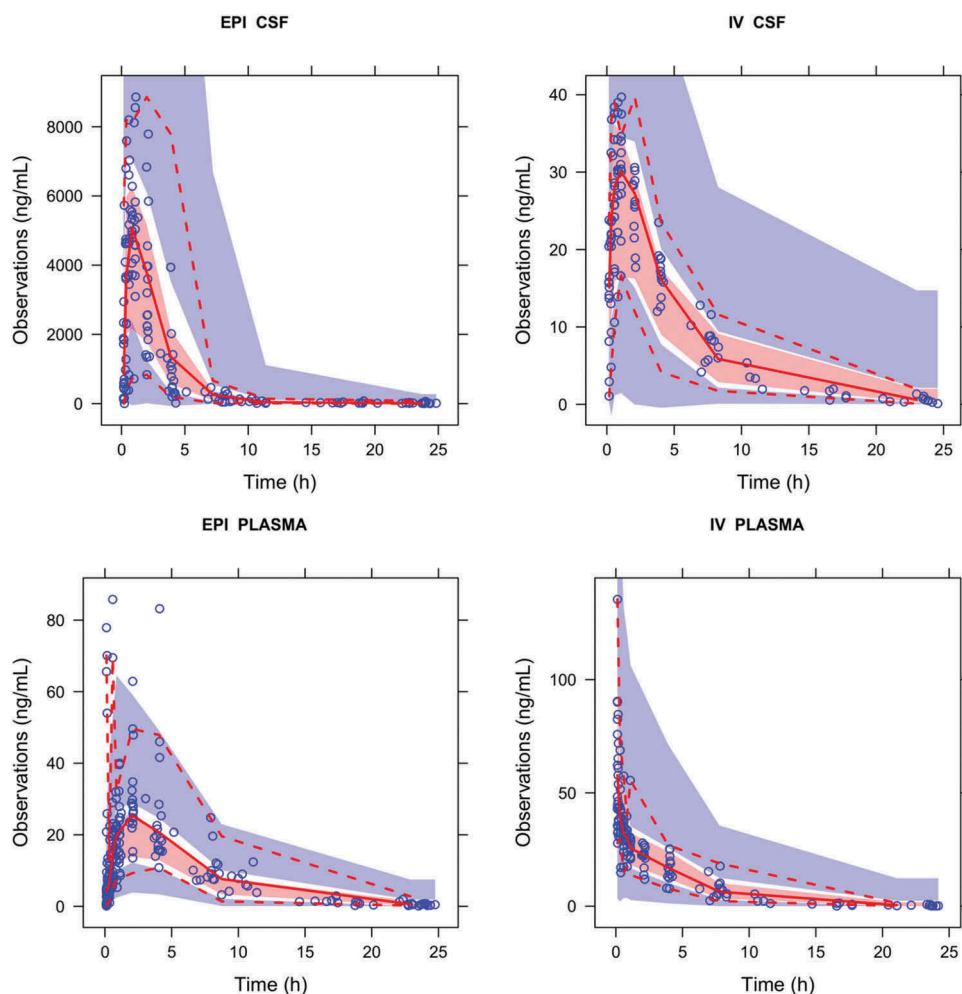 EPI CSF
IV CSF
Observations (ng/mL)
8000
6000
4000
2000
0
0 5 10 15 20 25
Time (h)
Observations (ng/mL)
40
30
20
10
0
0 5 10 15 20 25
Time (h)
EPI PLASMA
IV PLASMA
Observations (ng/mL)
80
60
40
20
0
0 5 10 15 20 25
Time (h)
Observations (ng/mL)
100
50
0
0 5 10 15 20 25
Time (h)